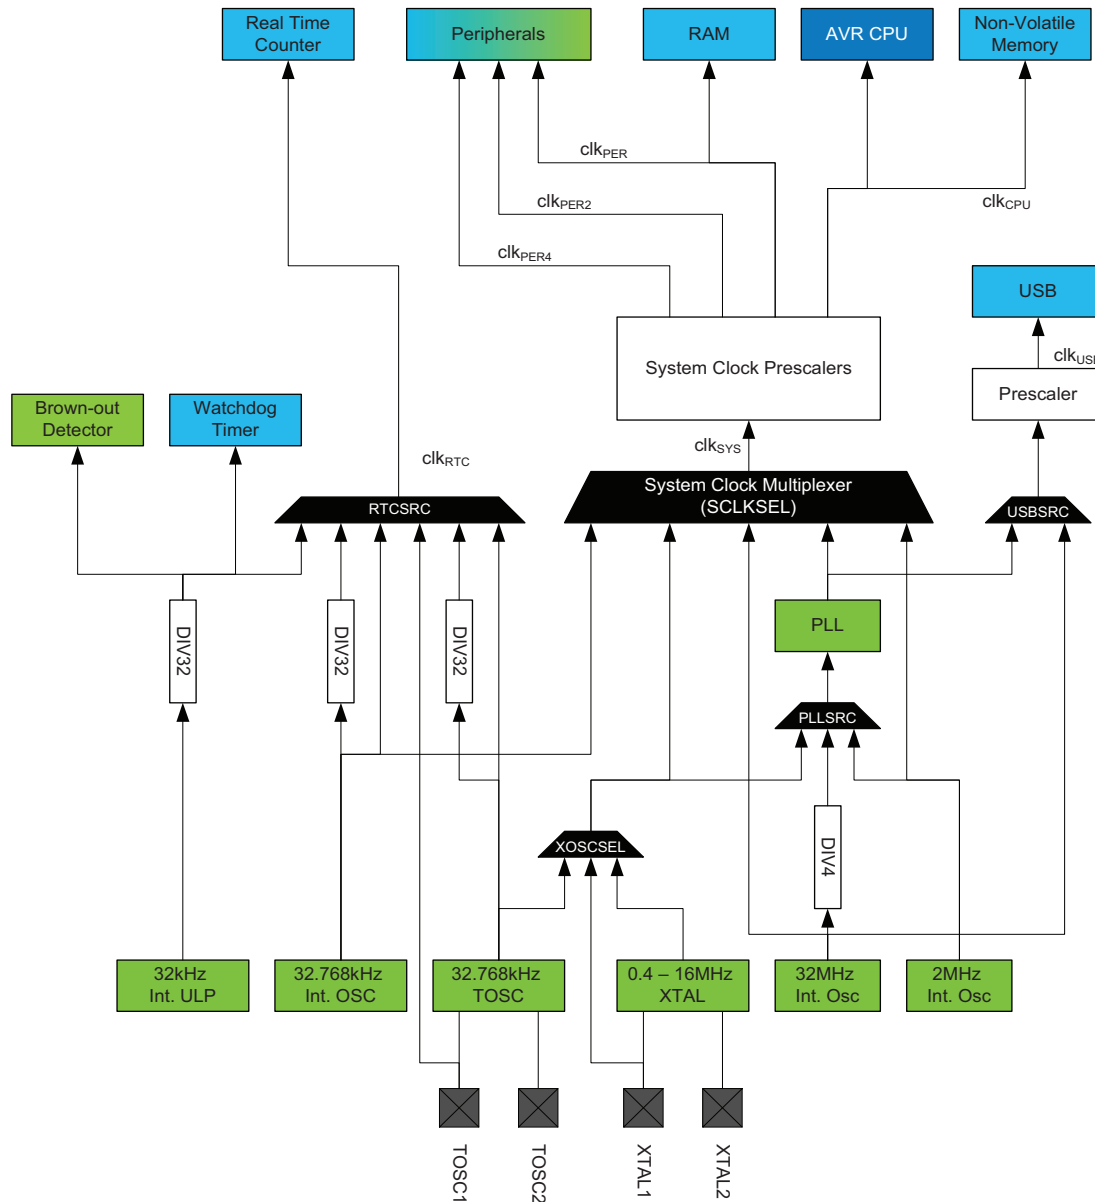 Real Time
Counter
Peripherals
RAM
AVR CPU
Non-Volatile
Memory
clkPER
clkPER2
clkCPU
clkPER4
USB
System Clock Prescalers
clkUSB
Prescaler
Brown-out
Detector
Watchdog
Timer
clkRTC
clkSYS
System Clock Multiplexer
(SCLKSEL)
RTCSRC
USBSRC
DIV32
DIV32
DIV32
PLL
PLLSRC
XOSCSEL
DIV4
32kHz
Int. ULP
32.768kHz
Int. OSC
32.768kHz
TOSC
0.4 – 16MHz
XTAL
32MHz
Int. Osc
2MHz
Int. Osc
TOSC1
TOSC2
XTAL1
XTAL2